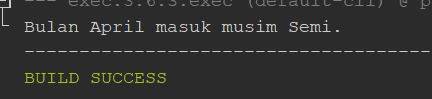 --- exec:3.6.3:exec (default-cli) @ p
Bulan April masuk musim Semi.
------------------------------------
BUILD SUCCESS